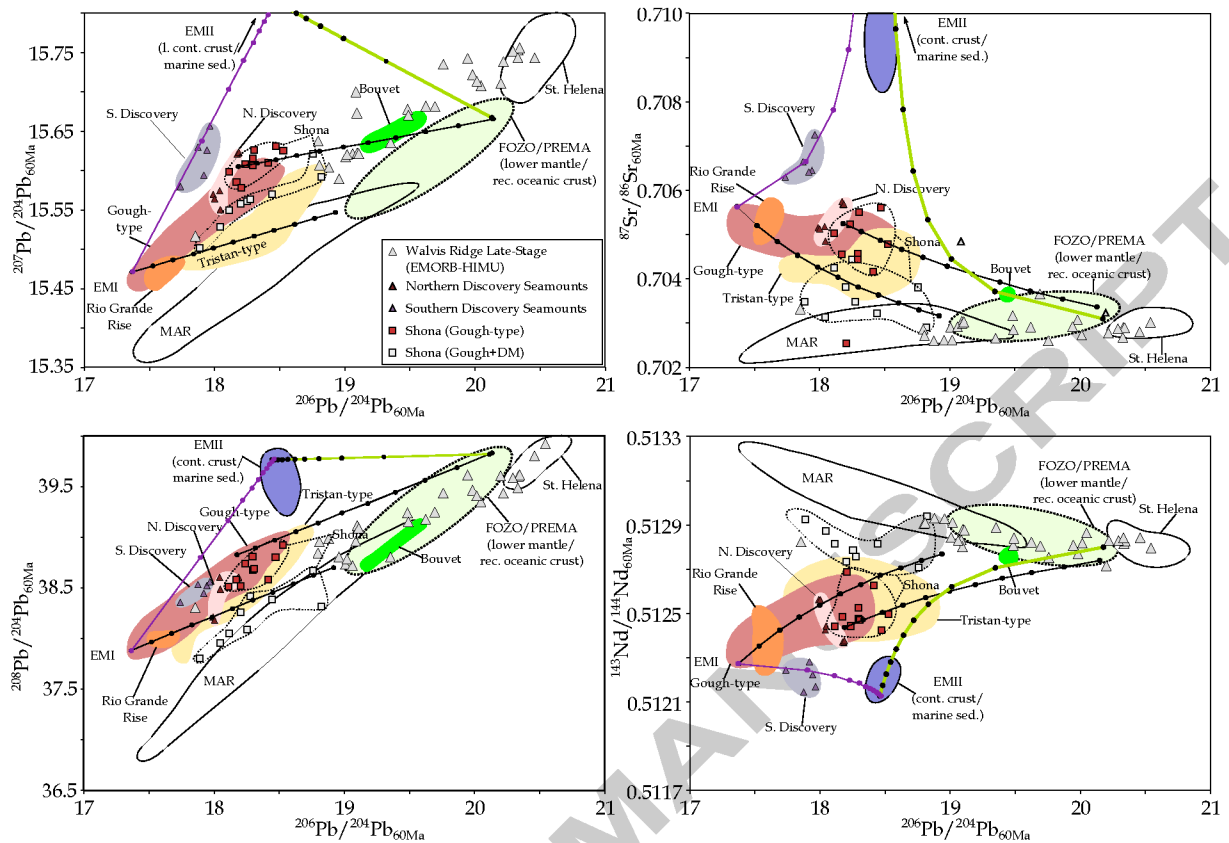 15.75
15.65
15.55
15.45
15.35
²⁰⁷Pb/²⁰⁴Pb₆₀Ma
EMII
(l. cont. crust/
marine sed.)
S. Discovery
N. Discovery
Shona
Bouvet
St. Helena
FOZO/PREMA
(lower mantle/
rec. oceanic crust)
Gough-
type
Tristan-type
EMI
Rio Grande
Rise
MAR
Walvis Ridge Late-Stage
(EMORB-HIMU)
Northern Discovery Seamounts
Southern Discovery Seamounts
Shona (Gough-type)
Shona (Gough+DM)
17 18 19 20 21
²⁰⁶Pb/²⁰⁴Pb₆₀Ma
0.710
0.708
0.706
0.704
0.702
⁸⁷Sr/⁸⁶Sr₆₀Ma
EMII
(cont. crust/
marine sed.)
S. Discovery
Rio Grande
Rise
N. Discovery
EMI
Shona
FOZO/PREMA
(lower mantle/
rec. oceanic crust)
Gough-type
Bouvet
Tristan-type
MAR
St. Helena
17 18 19 20 21
²⁰⁶Pb/²⁰⁴Pb₆₀Ma
39.5
38.5
37.5
36.5
²⁰⁸Pb/²⁰⁴Pb₆₀Ma
EMII
(cont. crust/
marine sed.)
Tristan-type
Gough-type
N. Discovery
Shona
S. Discovery
St. Helena
FOZO/PREMA
(lower mantle/
rec. oceanic crust)
Bouvet
EMI
MAR
Rio Grande
Rise
17 18 19 20 21
²⁰⁶Pb/²⁰⁴Pb₆₀Ma
0.5133
0.5129
0.5125
0.5121
0.5117
¹⁴³Nd/¹⁴⁴Nd₆₀Ma
MAR
FOZO/PREMA
(lower mantle/
rec. oceanic crust)
St. Helena
N. Discovery
Rio Grande
Rise
Shona
Bouvet
Tristan-type
EMI
Gough-type
EMII
(cont. crust/
marine sed.)
S. Discovery
17 18 19 20 21
²⁰⁶Pb/²⁰⁴Pb₆₀Ma